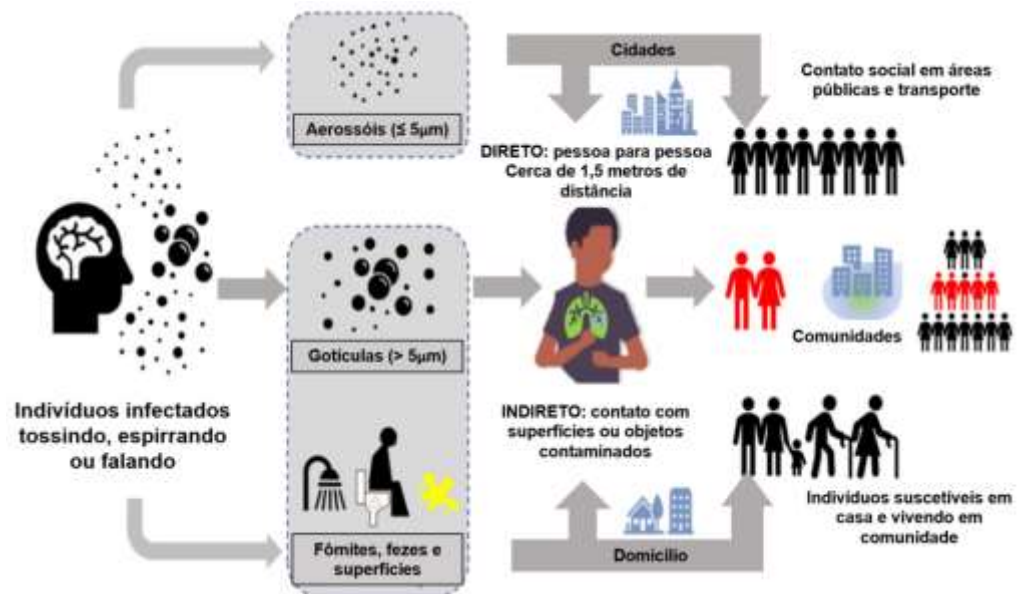 Indivíduos infectados
tossindo, espirrando
ou falando
Aerossóis (≤ 5µm)
Gotículas (> 5µm)
Fômites, fezes e
superfícies
Cidades
DIRETO: pessoa para pessoa
Cerca de 1,5 metros de
distância
INDIRETO: contato com
superfícies ou objetos
contaminados
Domicílio
Contato social em áreas
públicas e transporte
Comunidades
Indivíduos suscetíveis em
casa e vivendo em
comunidade